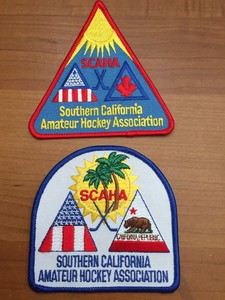 SCAHA
Southern California
Amateur Hockey Association
SCAHA
CALIFORNIA REPUBLIC
SOUTHERN CALIFORNIA
AMATEUR HOCKEY ASSOCIATION